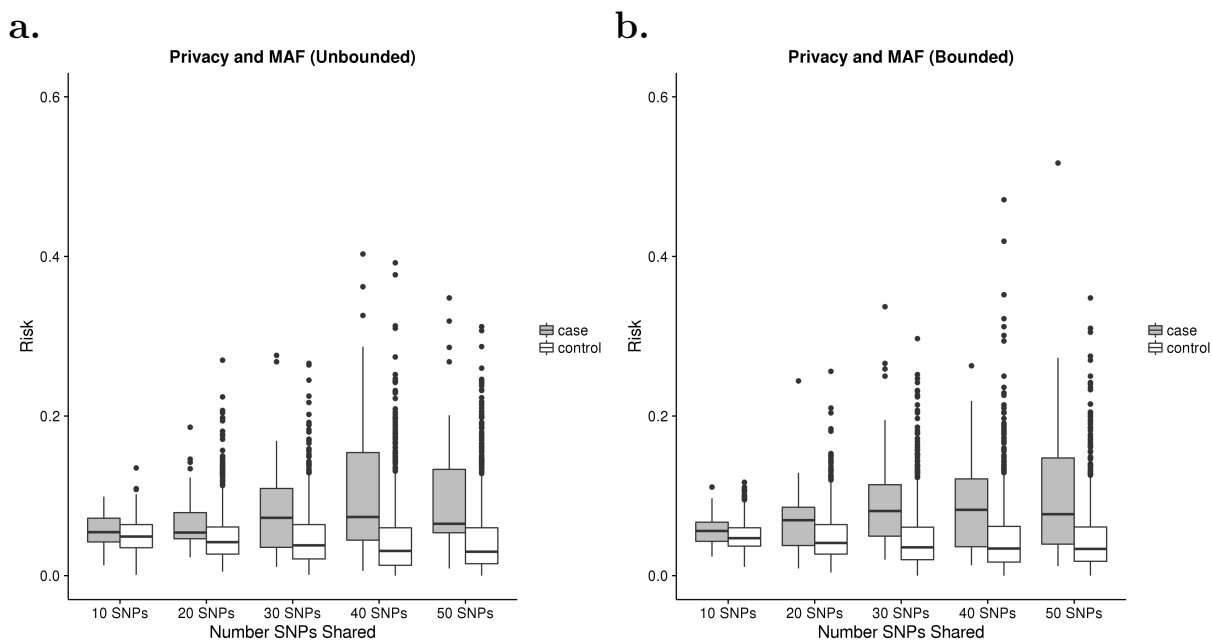 a.
Privacy and MAF (Unbounded)
0.6
0.4
0.2
0.0
Risk
10 SNPs 20 SNPs 30 SNPs 40 SNPs 50 SNPs
Number SNPs Shared
case
control
b.
Privacy and MAF (Bounded)
0.6
0.4
0.2
0.0
Risk
10 SNPs 20 SNPs 30 SNPs 40 SNPs 50 SNPs
Number SNPs Shared
case
control